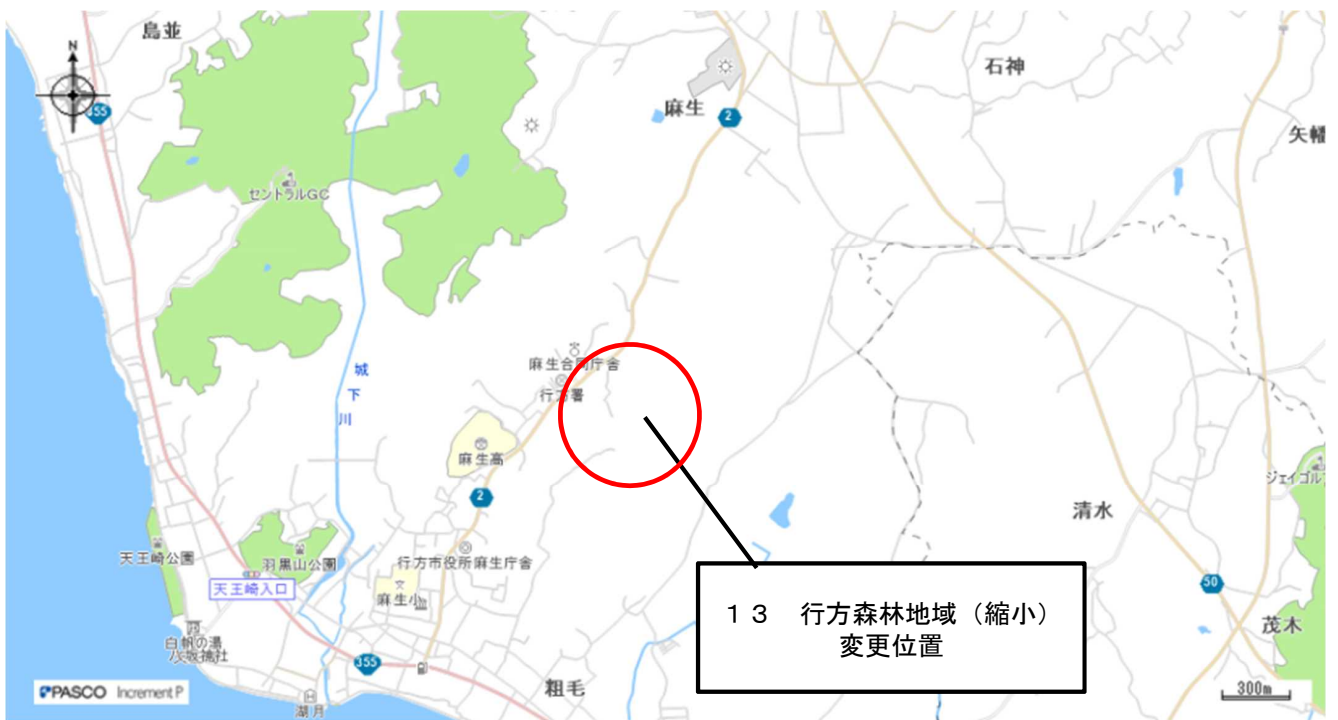 島並
N
355
石神
麻生
2
矢幡
セントラルGC
城下川
麻生合同庁舎
行方署
麻生高
2
ジェイゴルフ
清水
天王崎公園
羽黒山公園
行方市役所麻生庁舎
天王崎入口
麻生小
50
13 行方森林地域（縮小）
変更位置
茂木
白帆の湯
八坂神社
355
粗毛
300m
PASCO Increment P
湖月